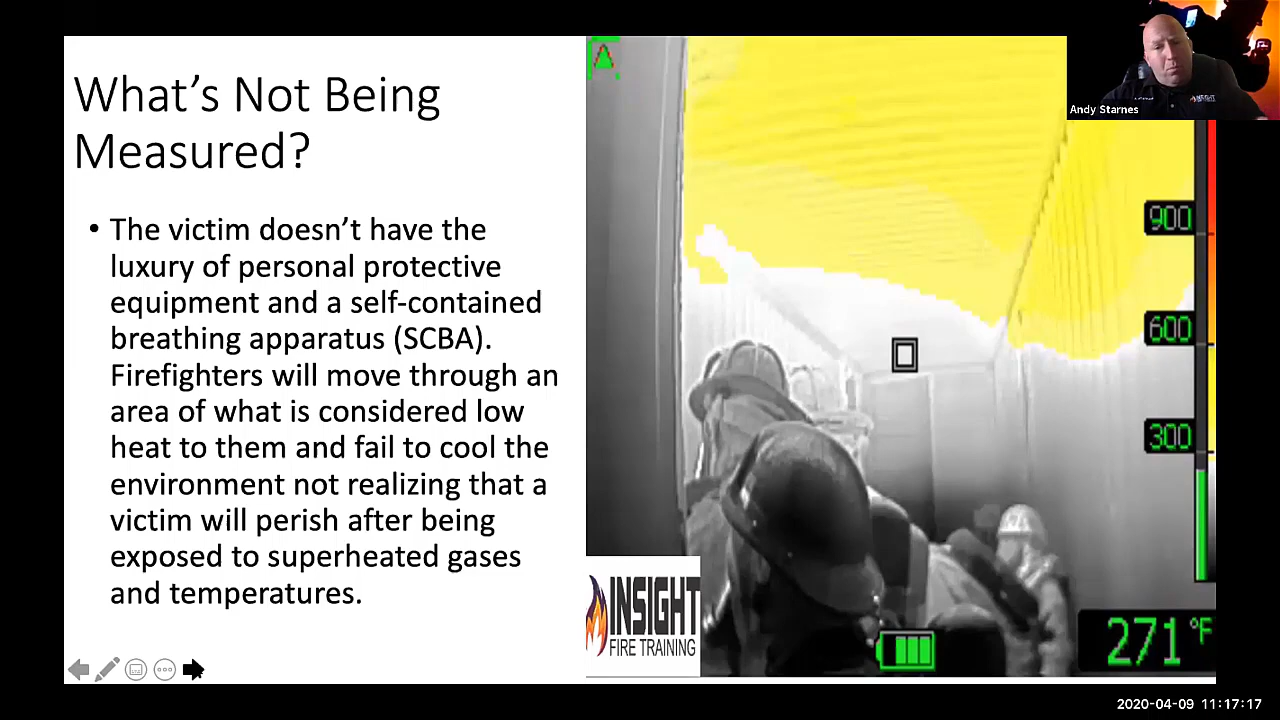 What's Not Being
Measured?
• The victim doesn't have the
luxury of personal protective
equipment and a self-contained
breathing apparatus (SCBA).
Firefighters will move through an
area of what is considered low
heat to them and fail to cool the
environment not realizing that a
victim will perish after being
exposed to superheated gases
and temperatures.
A
900
600
300
271 °F
INSIGHT
FIRE TRAINING
Andy Starnes
INSIGHT
2020-04-09 11:17:17